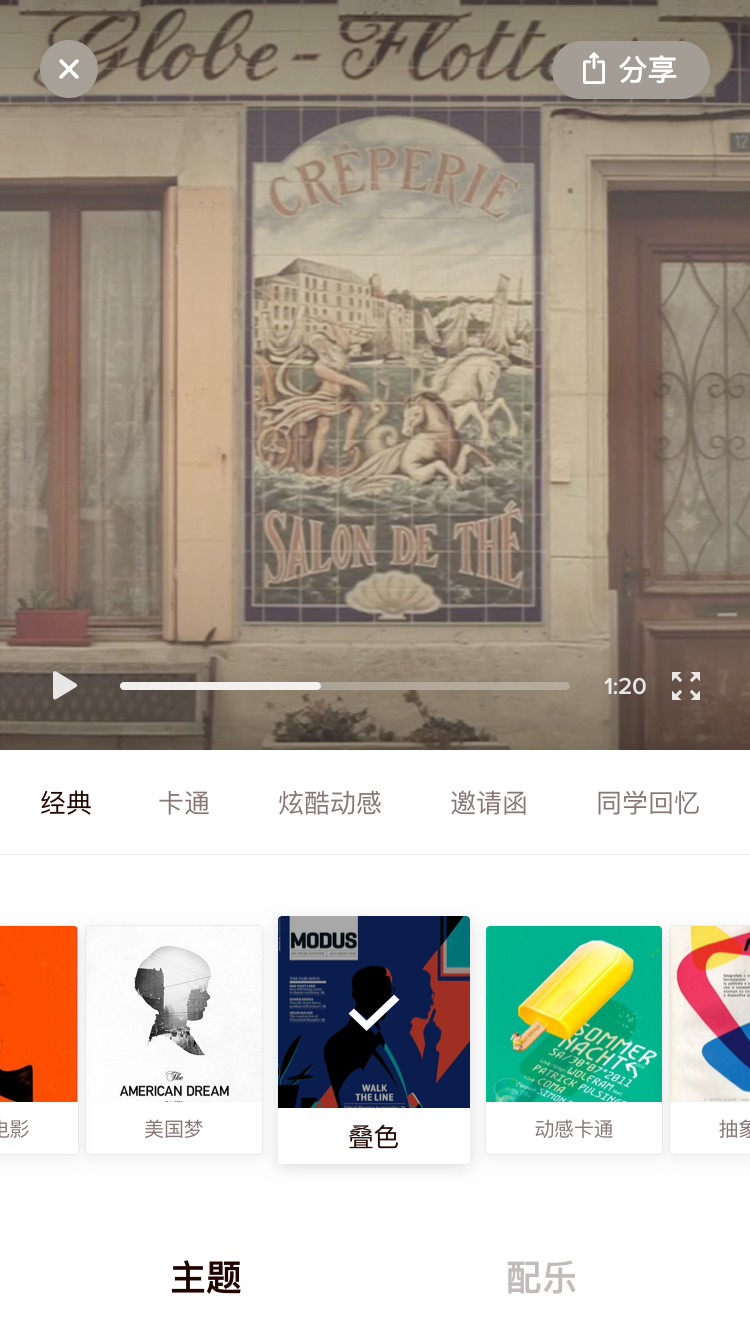 Globe - Flotte
分享
12
CRÊPERIE
SALON DE THÉ
1:20
经典
卡通
炫酷动感
邀请函
同学回忆
MODUS
WALK
THE LINE
The
AMERICAN DREAM
SOMMER
NACHTS
SA/30°07°2011
WOLFRAM
PATRICK PULSINGER
COMA
SIMON
电影
美国梦
叠色
动感卡通
抽象
主题
配乐